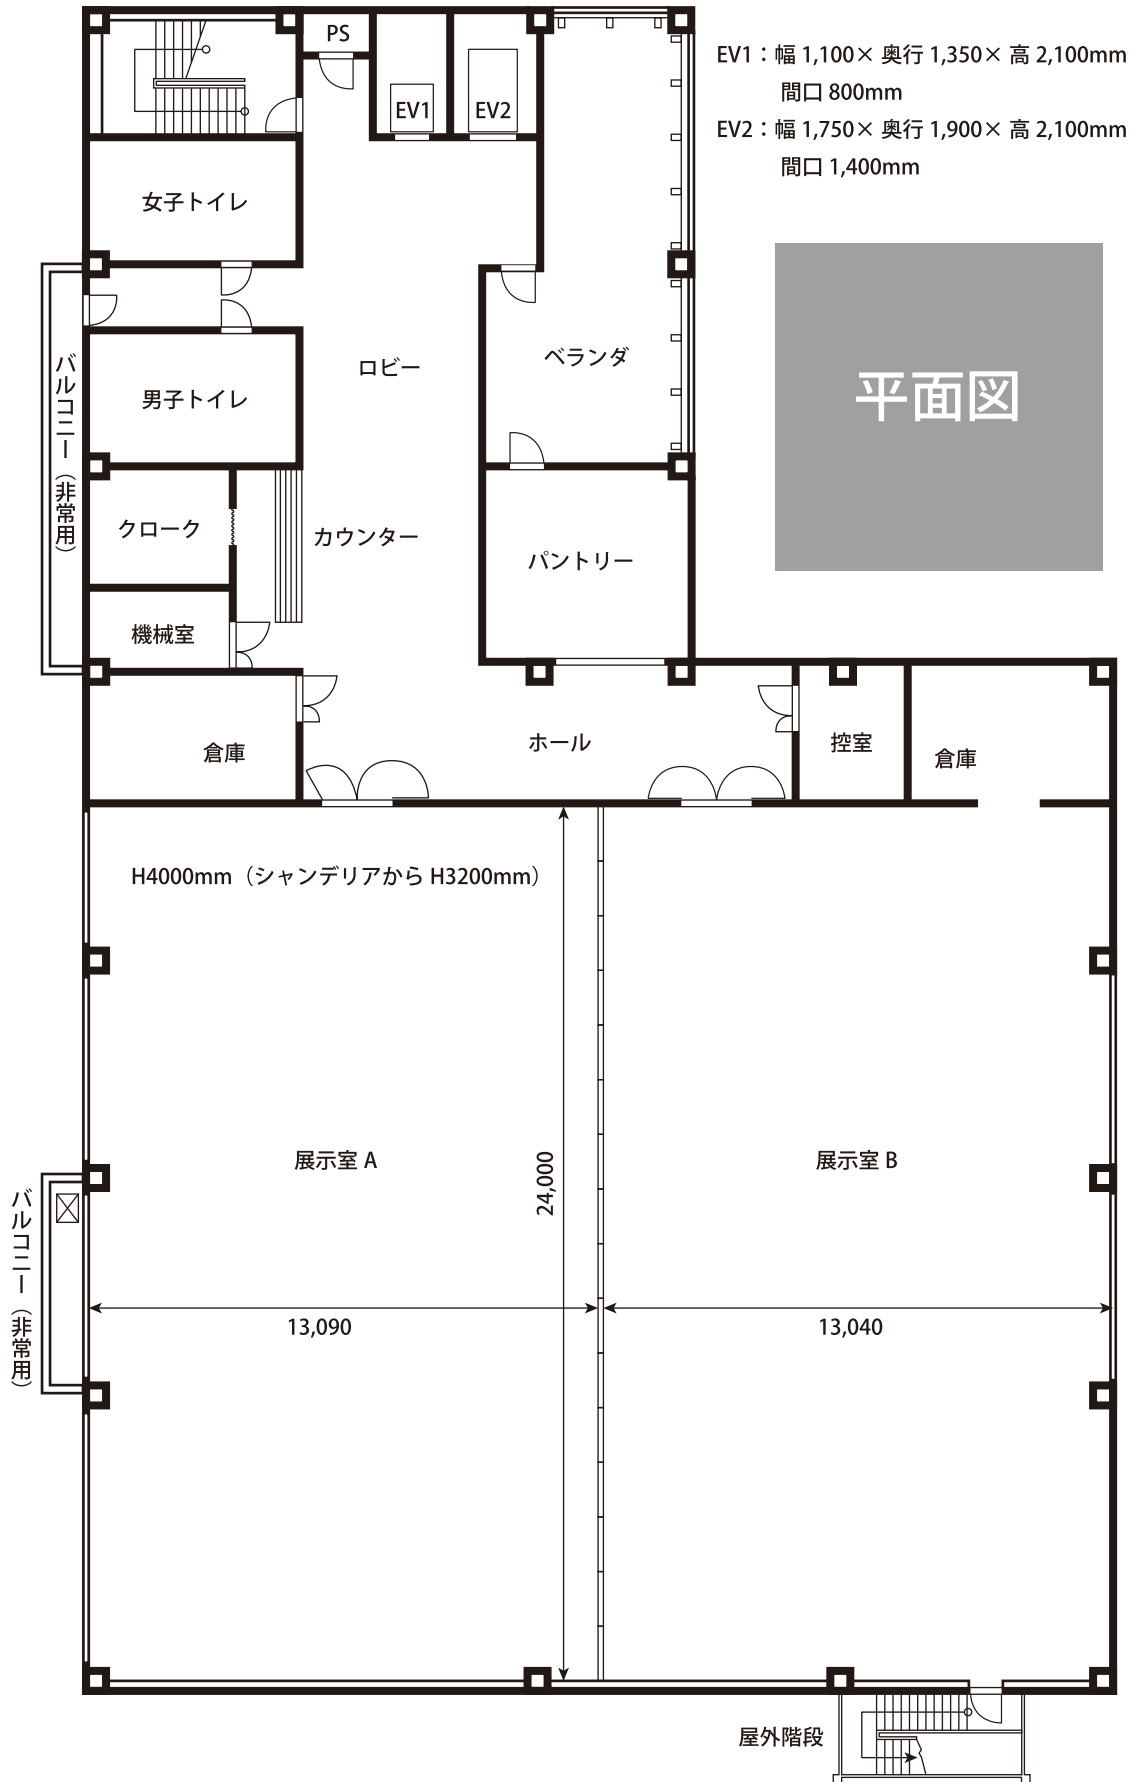 PS
EV1
EV2
EV1：幅 1,100× 奥行 1,350× 高 2,100mm
間口 800mm
EV2：幅 1,750× 奥行 1,900× 高 2,100mm
間口 1,400mm
女子トイレ
平面図
ロビー
ベランダ
男子トイレ
バルコニー（非常用）
クローク
カウンター
パントリー
機械室
倉庫
ホール
控室
倉庫
H4000mm（シャンデリアから H3200mm）
展示室 A
24,000
展示室 B
バルコニー（非常用）
13,090
13,040
屋外階段